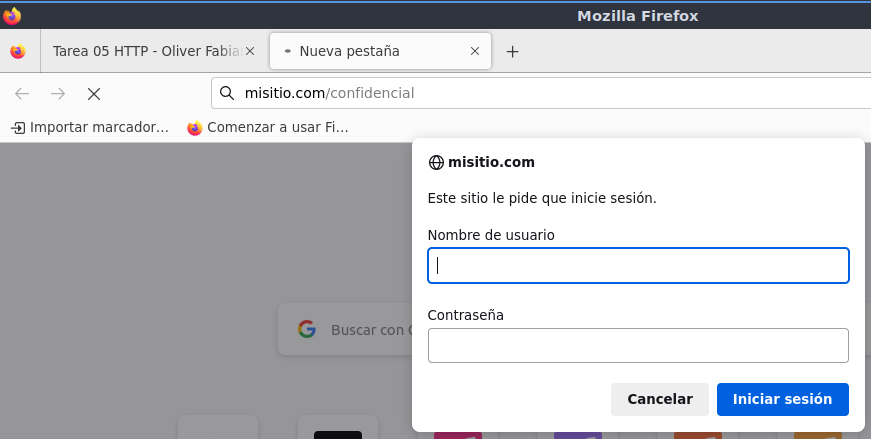 Mozilla Firefox
Tarea 05 HTTP - Oliver Fabia
Nueva pestaña
misitio.com/confidencial
Importar marcador…
Comenzar a usar Fi…
misitio.com
Este sitio le pide que inicie sesión.
Nombre de usuario
Buscar con
Contraseña
Cancelar
Iniciar sesión